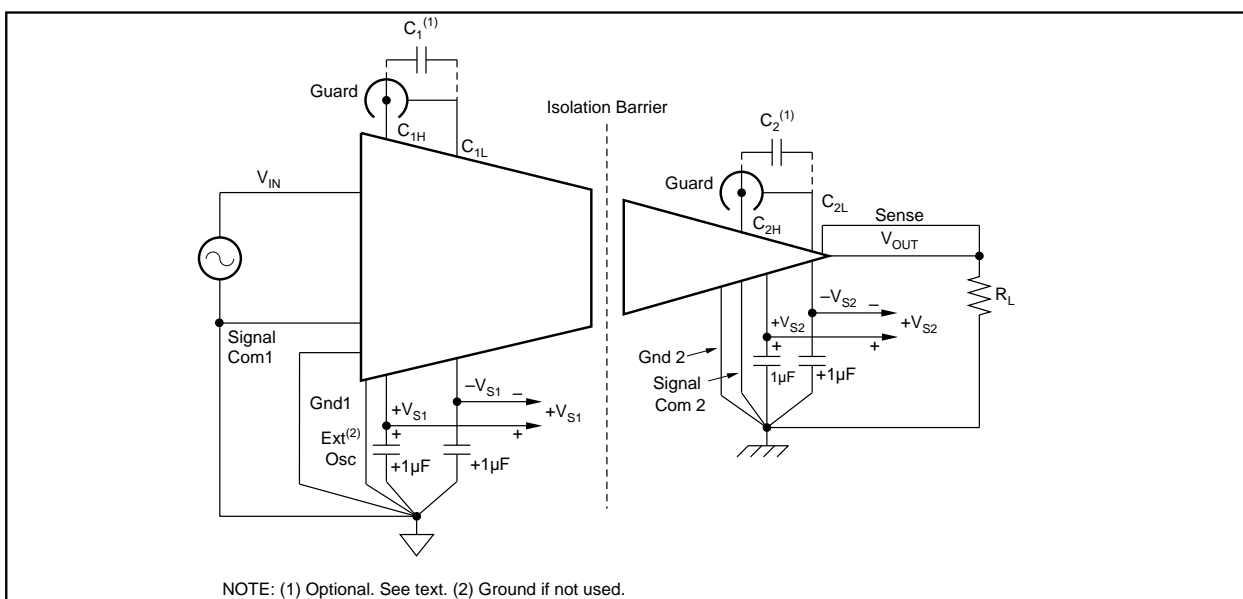 C1(1)
Guard
C1H
C1L
Isolation Barrier
C2(1)
Guard
C2H
C2L
Sense
VOUT
VIN
RL
Signal
Com1
Gnd1
Ext(2)
Osc
–VS1 –
+VS1
+VS1
+ +
+1µF
+1µF
–VS2 –
+VS2
+VS2
+ +
1µF
+1µF
Gnd 2
Signal
Com 2
NOTE: (1) Optional. See text. (2) Ground if not used.